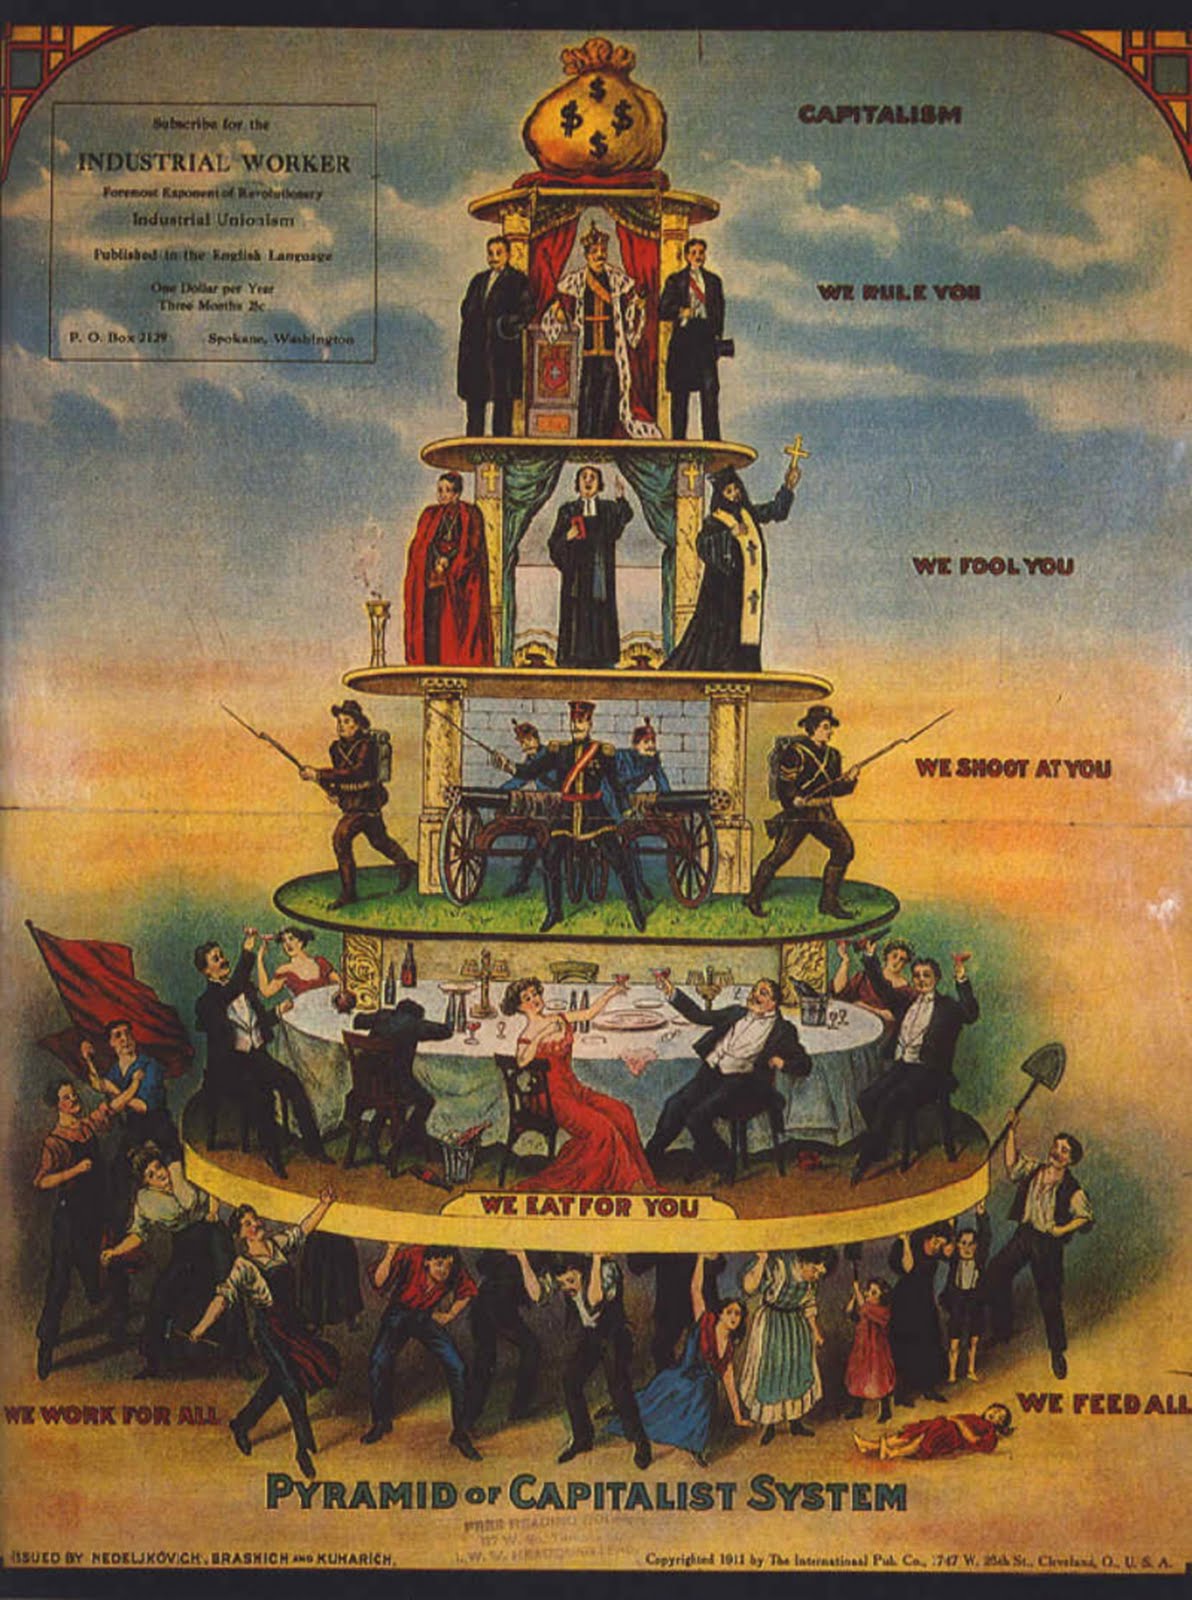 Subscribe for the
INDUSTRIAL WORKER
Foremost Exponent of Revolutionary
Industrial Unionism
Published in the English Language
One Dollar per Year
Three Months 25c
P. O. Box 2129 Spokane, Washington
CAPITALISM
WE RULE YOU
WE FOOL YOU
WE SHOOT AT YOU
WE EAT FOR YOU
WE WORK FOR ALL
WE FEED ALL
PYRAMID OF CAPITALIST SYSTEM
FREE READING
I. W. W. HEADQUARTERS
ISSUED BY NEDELJKOVICH, BRASHICH AND KUHARICH.
Copyrighted 1911 by The International Pub. Co., 1747 W. 25th St., Cleveland, O., U. S. A.